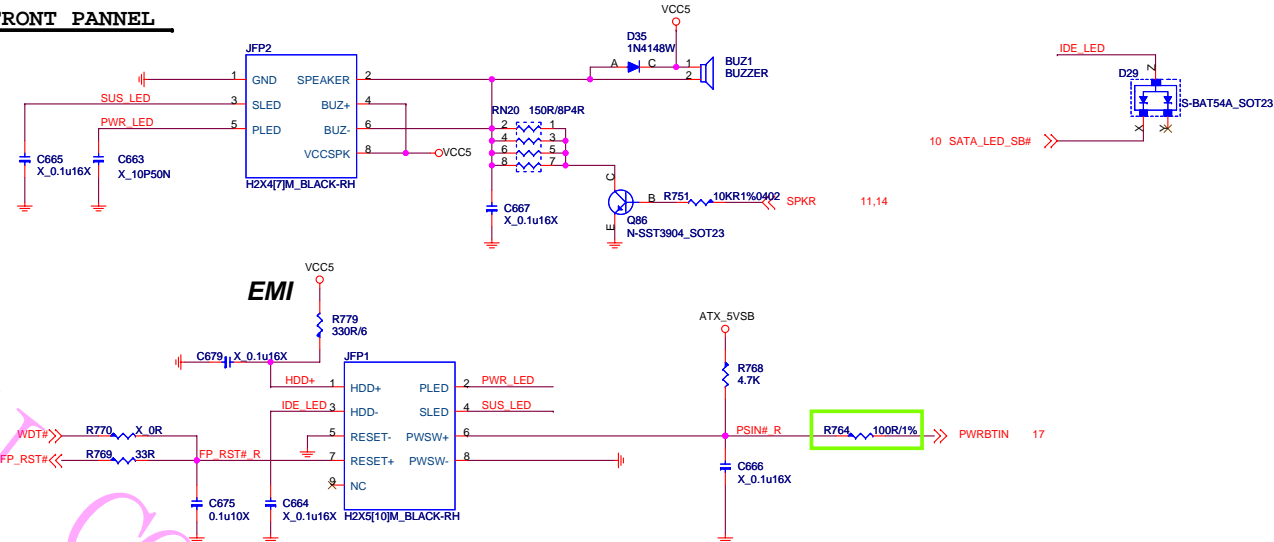 FRONT PANNEL
JFP2
1 GND SPEAKER 2
SUS_LED 3 SLED BUZ+ 4
PWR_LED 5 PLED BUZ- 6
VCCSPK 8
VCC5
H2X4[7]M_BLACK-RH
C665
X_0.1u16X
C663
X_10P50N
VCC5
D35
1N4148W
A C
1
2
BUZ1
BUZZER
RN20 150R/8P4R
2 1
4 3
6 5
8 7
C667
X_0.1u16X
C
B
E
Q86
N-SST3904_SOT23
R751 10KR1%0402
SPKR 11,14
IDE_LED
D29
Z
S-BAT54A_SOT23
X Y
10 SATA_LED_SB#
EMI
VCC5
R779
330R/6
C679 X_0.1u16X
JFP1
HDD+ 1 HDD+ PLED 2 PWR_LED
IDE_LED 3 HDD- SLED 4 SUS_LED
5 RESET- PWSW+ 6
FP_RST#_R 7 RESET+ PWSW- 8
9 NC
H2X5[10]M_BLACK-RH
WDT# R770 X_0R
FP_RST# R769 33R
C675
0.1u10X
C664
X_0.1u16X
ATX_5VSB
R768
4.7K
PSIN#_R
R764 100R/1%
PWRBTIN 17
C666
X_0.1u16X